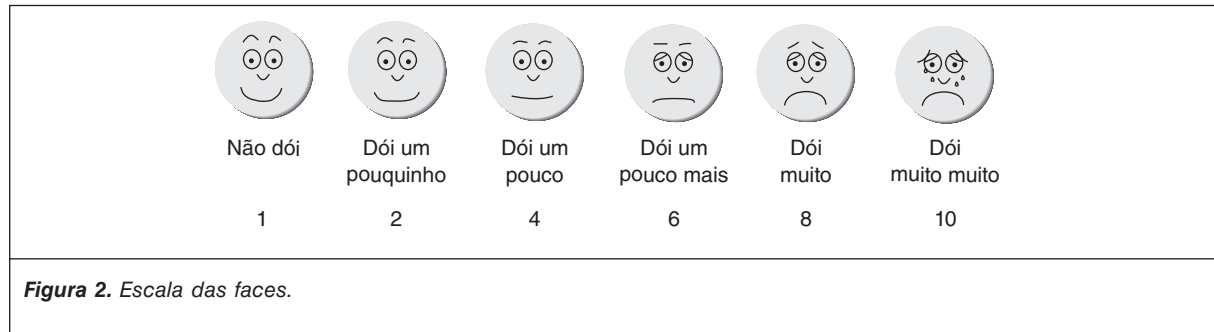 Não dói Dói um Dói um Dói um Dói Dói
pouquinho pouco pouco mais muito muito muito
1 2 4 6 8 10
Figura 2. Escala das faces.